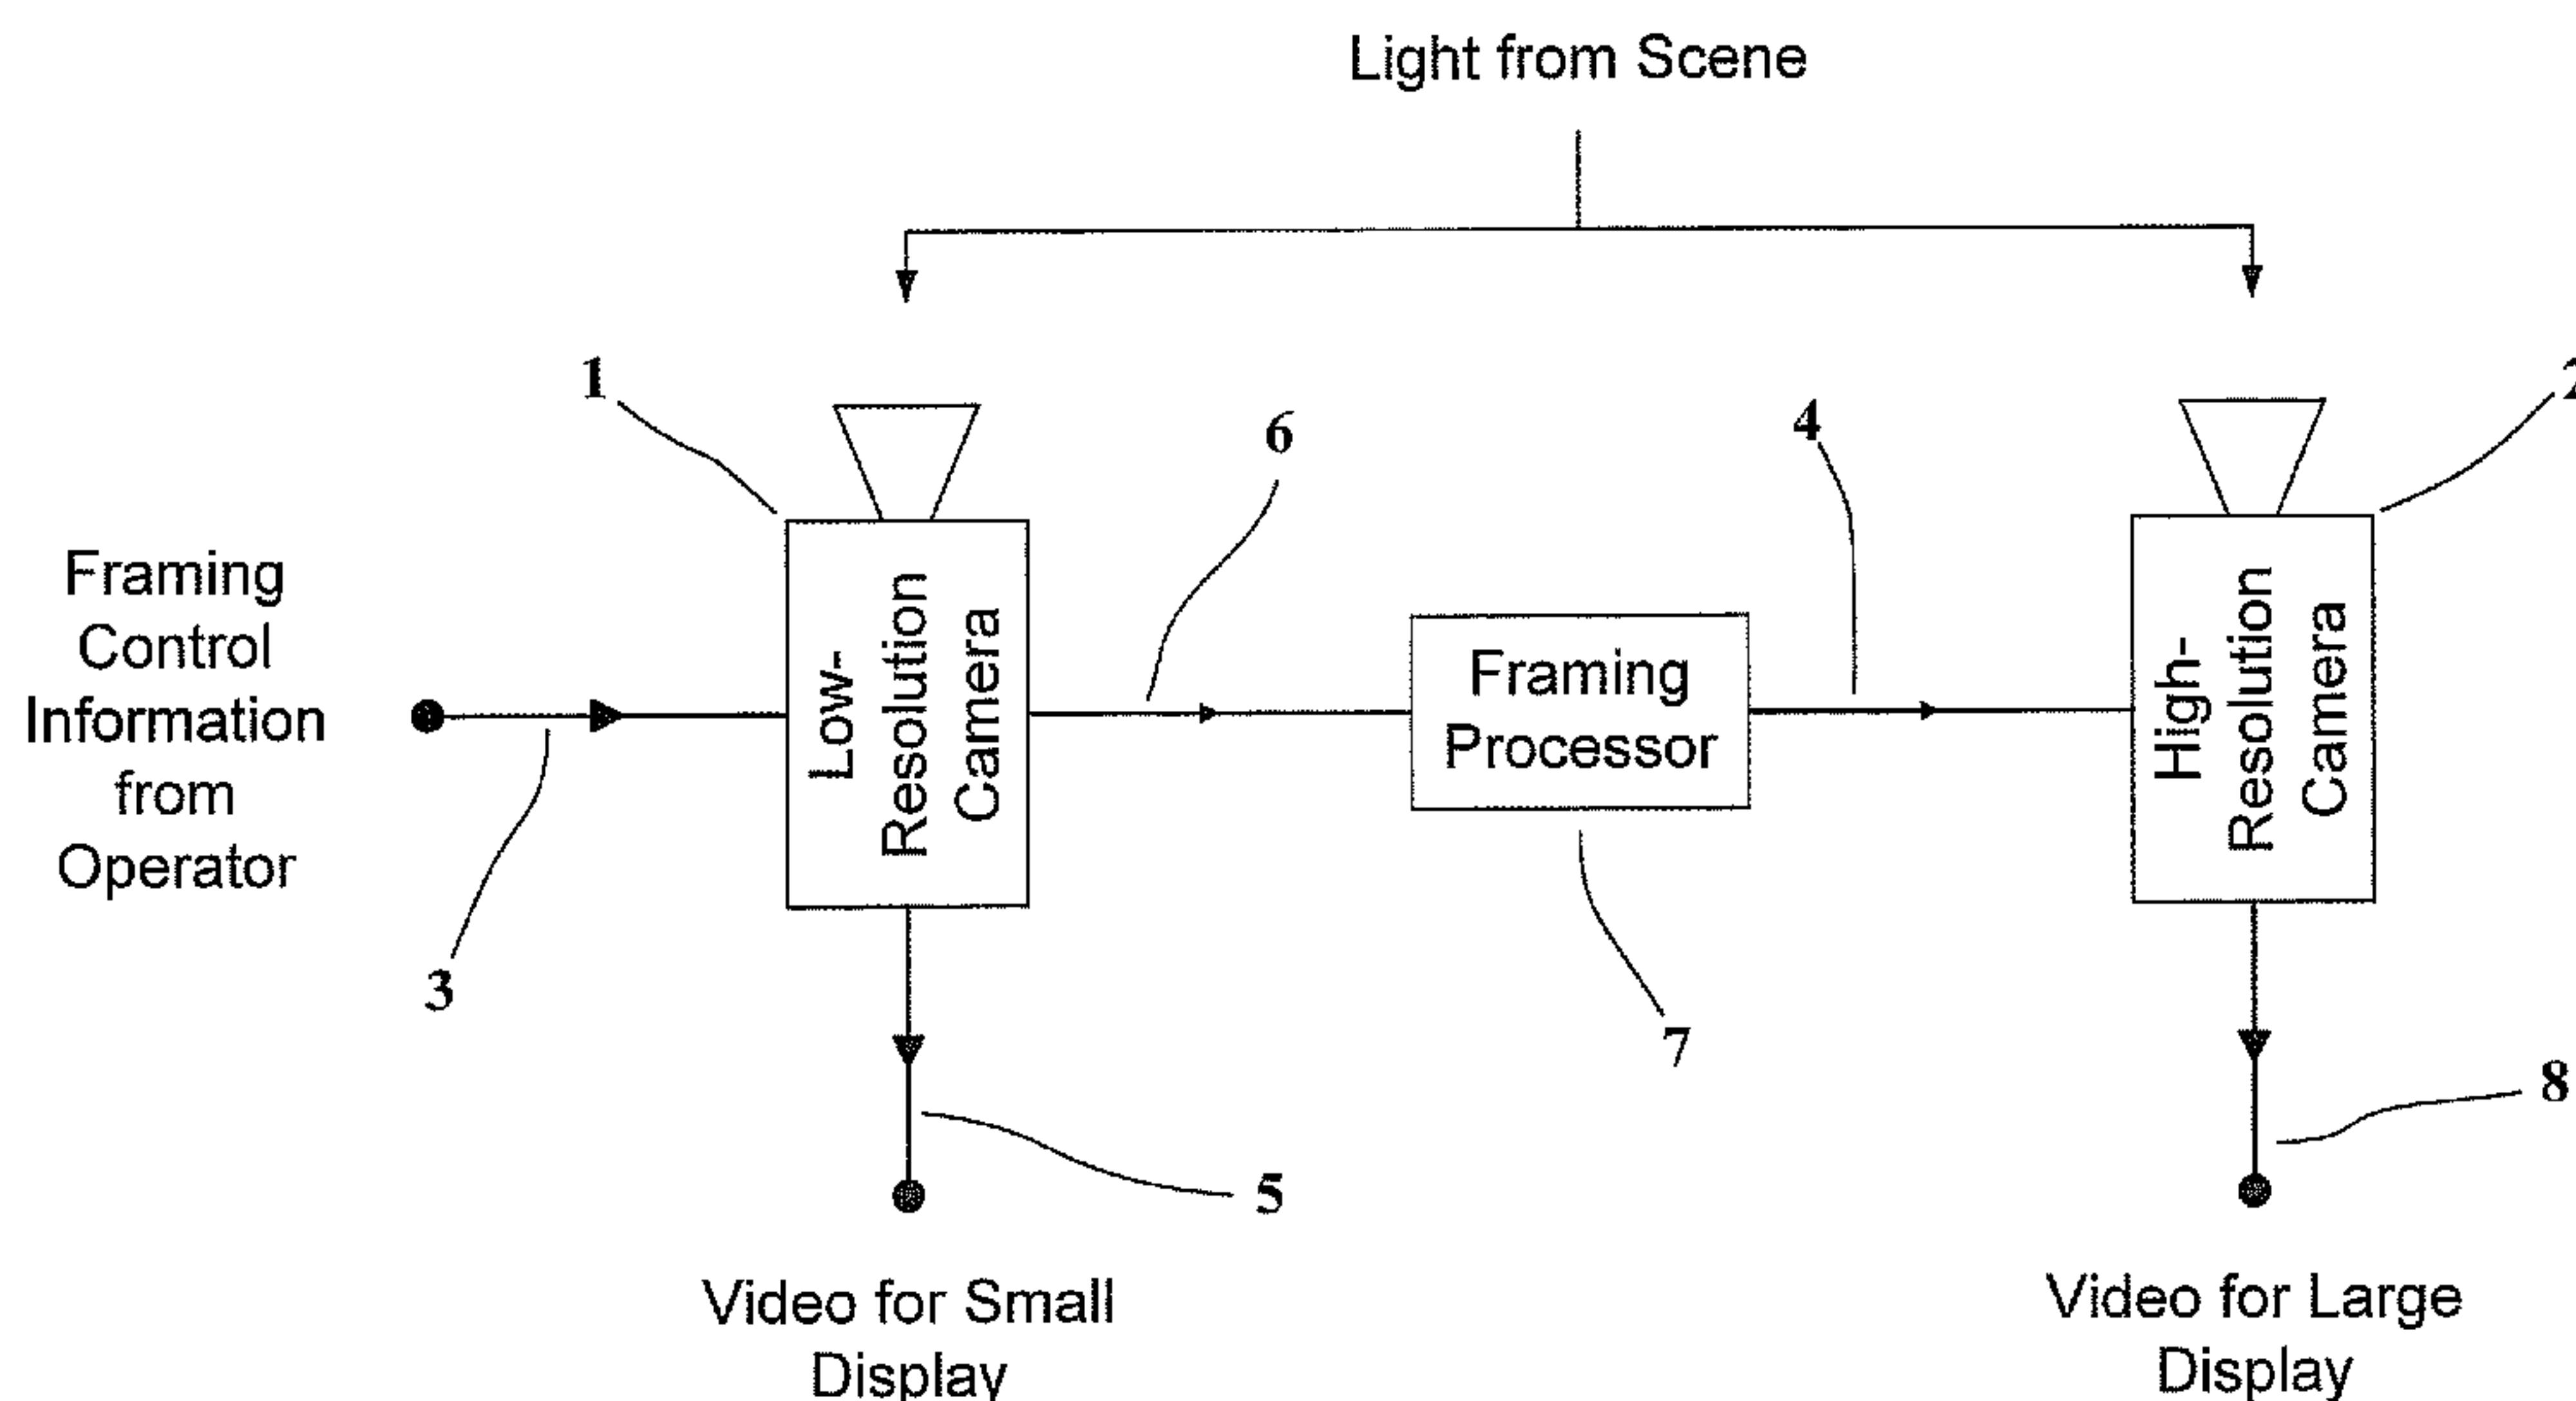 Light from Scene
1
6
4
2
Framing
Control
Information
from
Operator
Low-
Resolution
Camera
Framing
Processor
High-
Resolution
Camera
3
7
8
5
Video for Small
Display
Video for Large
Display